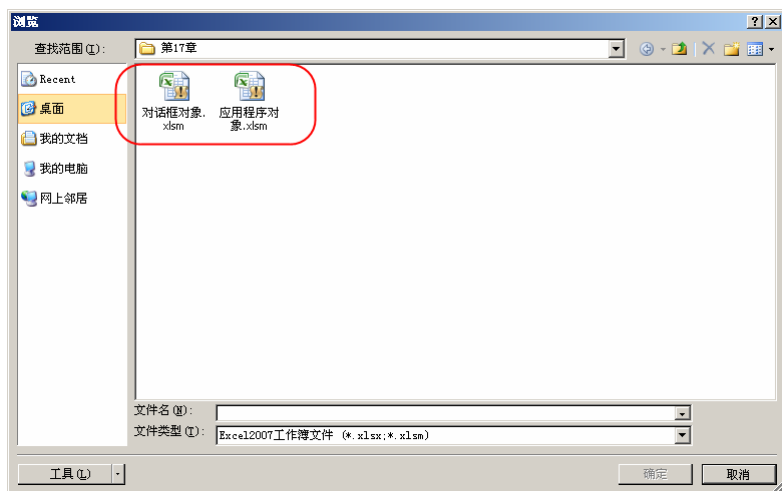 浏览
查找范围(I):
第17章
Recent
桌面
我的文档
我的电脑
网上邻居
对话框对象.
xlsm
应用程序对
象.xlsm
文件名(N):
文件类型(T):
Excel2007工作簿文件 (*.xlsx;*.xlsm)
工具(L)
确定
取消